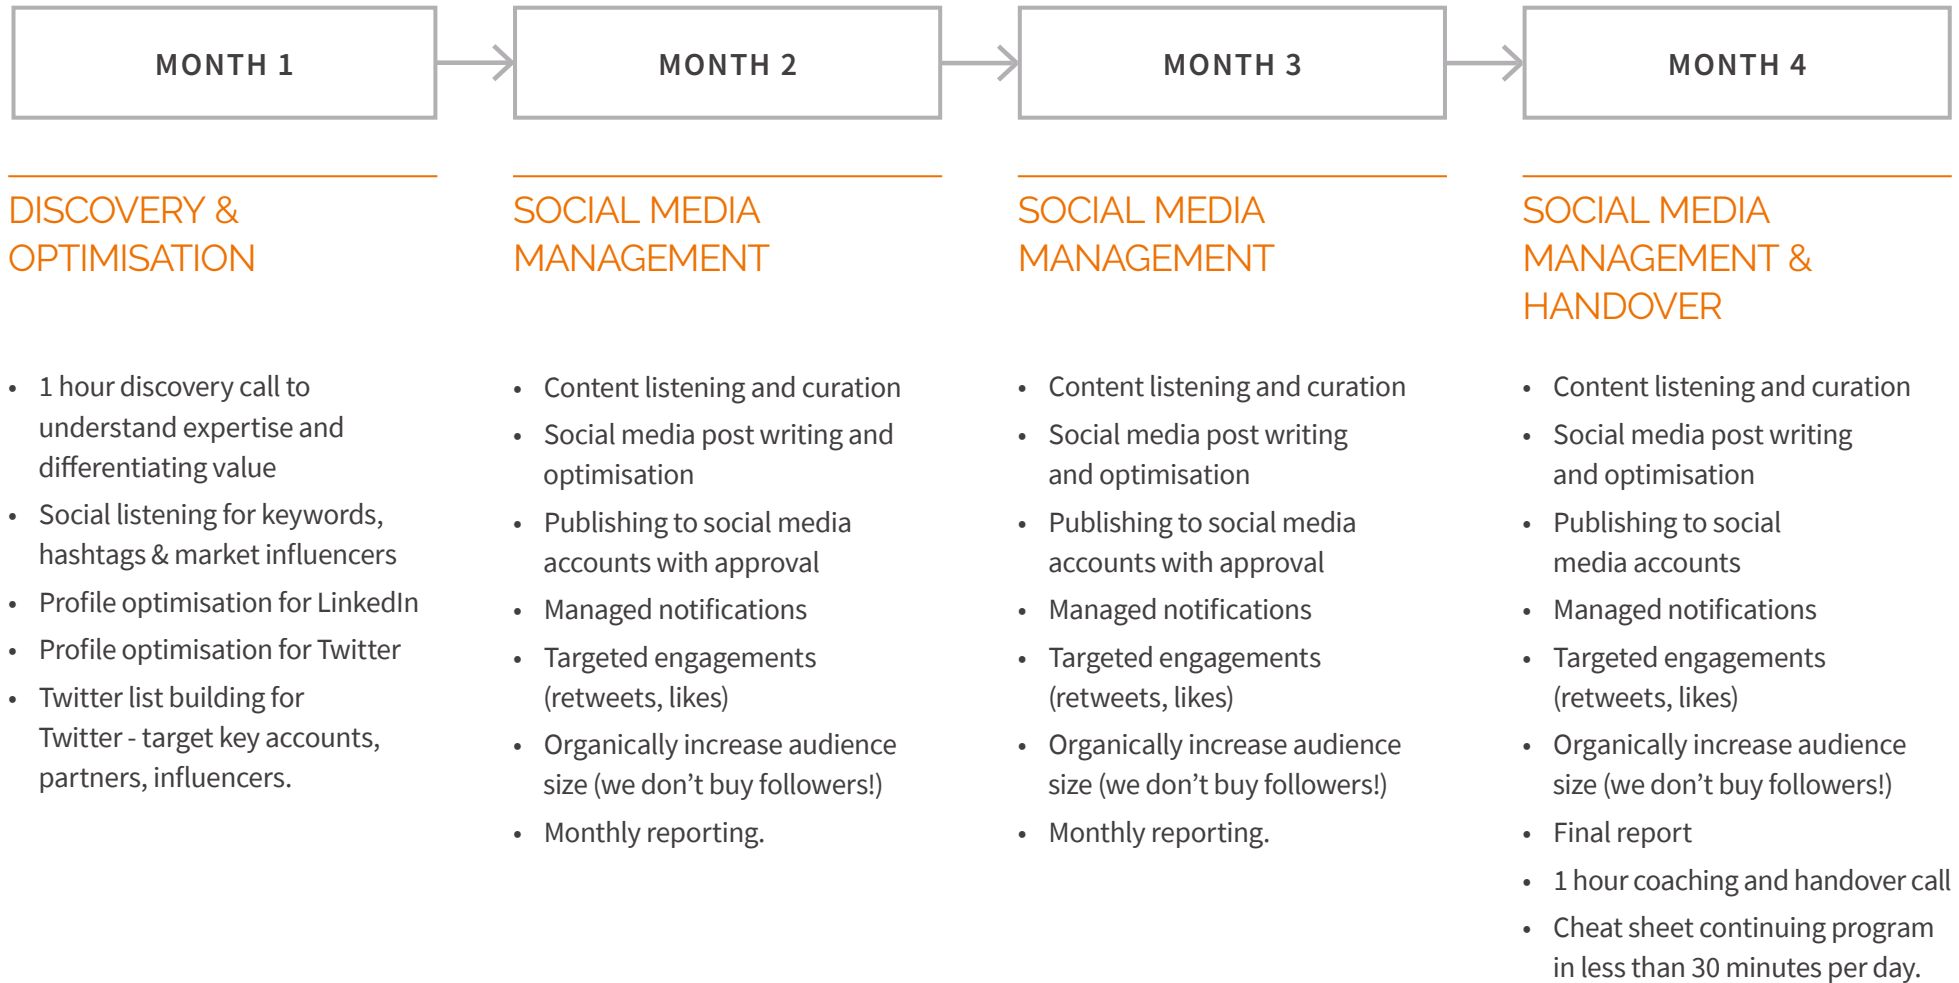 MONTH 1
MONTH 2
MONTH 3
MONTH 4
DISCOVERY &
OPTIMISATION
• 1 hour discovery call to
understand expertise and
differentiating value
• Social listening for keywords,
hashtags & market influencers
• Profile optimisation for LinkedIn
• Profile optimisation for Twitter
• Twitter list building for
Twitter - target key accounts,
partners, influencers.
SOCIAL MEDIA
MANAGEMENT
• Content listening and curation
• Social media post writing and
optimisation
• Publishing to social media
accounts with approval
• Managed notifications
• Targeted engagements
(retweets, likes)
• Organically increase audience
size (we don’t buy followers!)
• Monthly reporting.
SOCIAL MEDIA
MANAGEMENT
• Content listening and curation
• Social media post writing
and optimisation
• Publishing to social media
accounts with approval
• Managed notifications
• Targeted engagements
(retweets, likes)
• Organically increase audience
size (we don’t buy followers!)
• Monthly reporting.
SOCIAL MEDIA
MANAGEMENT &
HANDOVER
• Content listening and curation
• Social media post writing
and optimisation
• Publishing to social
media accounts
• Managed notifications
• Targeted engagements
(retweets, likes)
• Organically increase audience
size (we don’t buy followers!)
• Final report
• 1 hour coaching and handover call
• Cheat sheet continuing program
in less than 30 minutes per day.